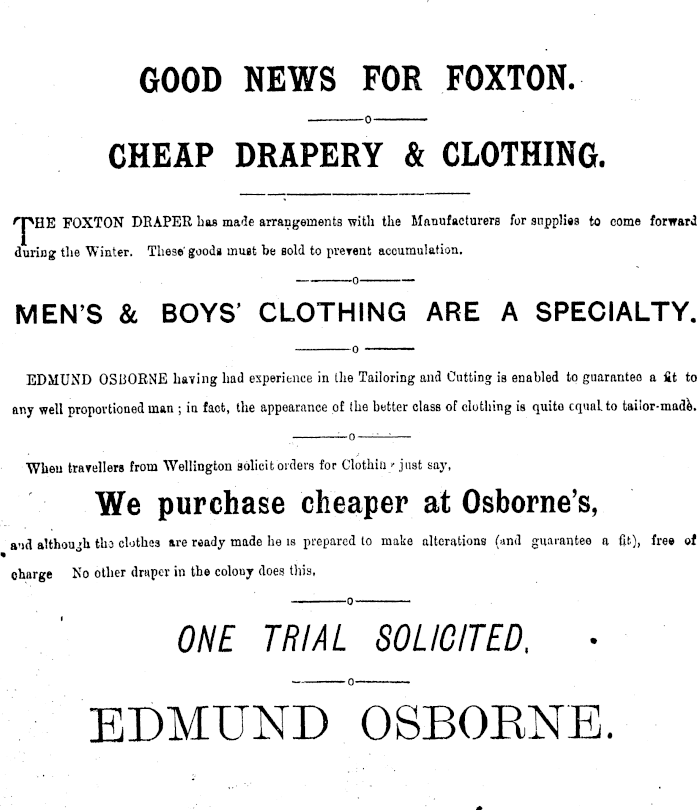 GOOD NEWS FOR FOXTON.
CHEAP DRAPERY & CLOTHING.
THE FOXTON DRAPER has made arrangements with the Manufacturers for supplies to come forward
during the Winter. These goods must be sold to prevent accumulation.
MEN'S & BOYS' CLOTHING ARE A SPECIALTY.
EDMUND OSBORNE having had experience in the Tailoring and Cutting is enabled to guarantee a fit to
any well proportioned man ; in fact, the appearance of the better class of clothing is quite equal to tailor-made.
When travellers from Wellington solicit orders for Clothin just say,
We purchase cheaper at Osborne's,
and although the clothes are ready made he is prepared to make alterations (and guarantee a fit), free of
charge No other draper in the colony does this,
ONE TRIAL SOLICITED.
EDMUND OSBORNE.